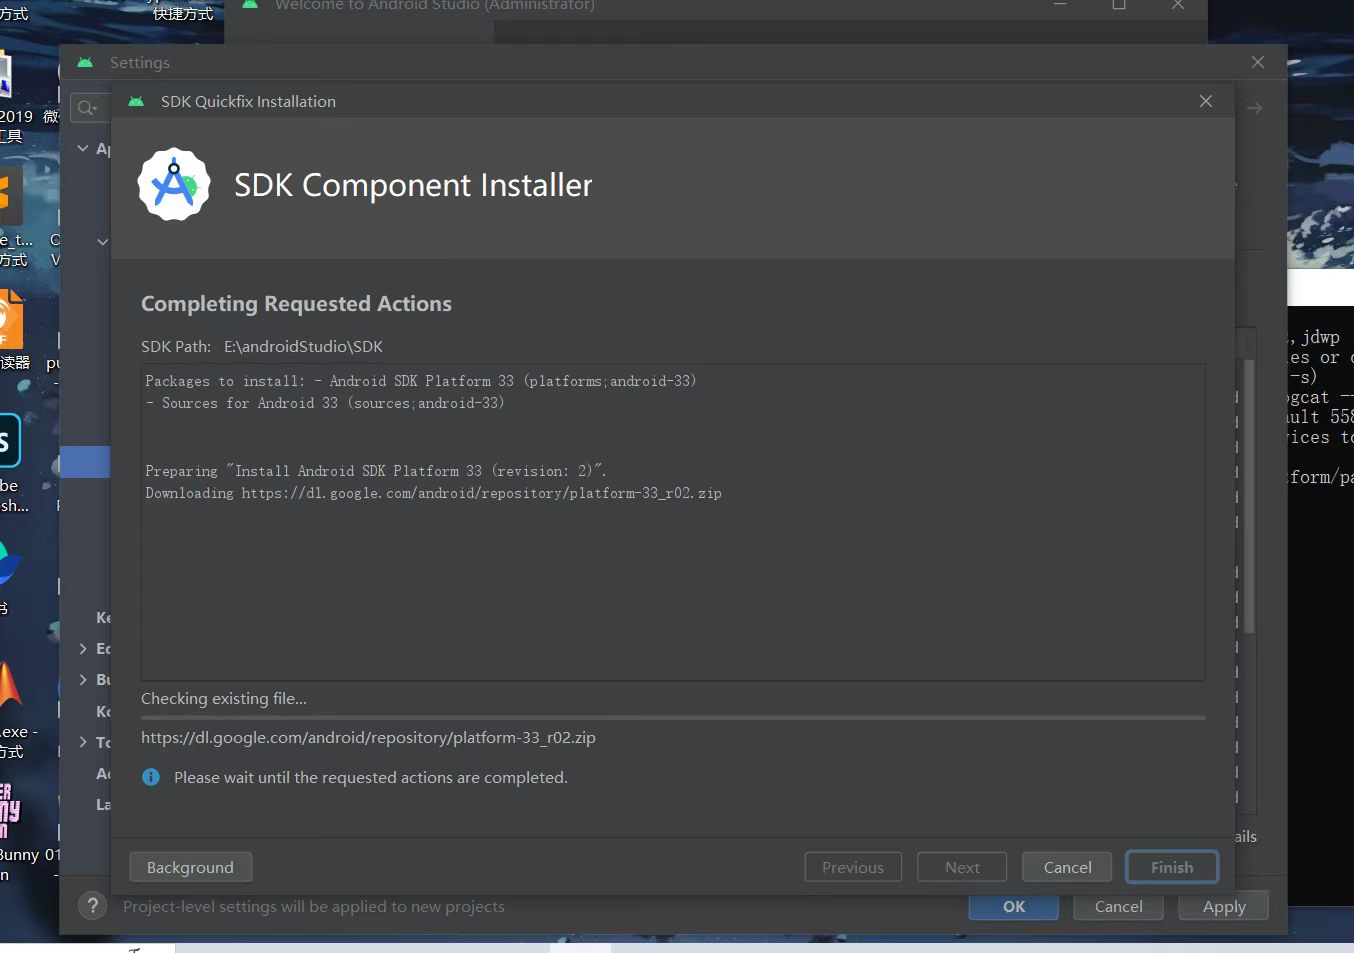 Welcome to Android Studio (Administrator)
方式
快捷方式
Settings
SDK Quickfix Installation
2019
工具
SDK Component Installer
Completing Requested Actions
SDK Path: E:\androidStudio\SDK
Packages to install: - Android SDK Platform 33 (platforms;android-33)
- Sources for Android 33 (sources;android-33)
Preparing "Install Android SDK Platform 33 (revision: 2)".
Downloading https://dl.google.com/android/repository/platform-33_r02.zip
Checking existing file...
https://dl.google.com/android/repository/platform-33_r02.zip
Please wait until the requested actions are completed.
Background
Previous
Next
Cancel
Finish
?
Project-level settings will be applied to new projects
OK
Cancel
Apply
,jdwp
es or
-s)
ogcat --
ult 558
vices to
form/pa
ails
方式
读器
pu
be
sh...
书
.exe -
方式
Bunny 01
n